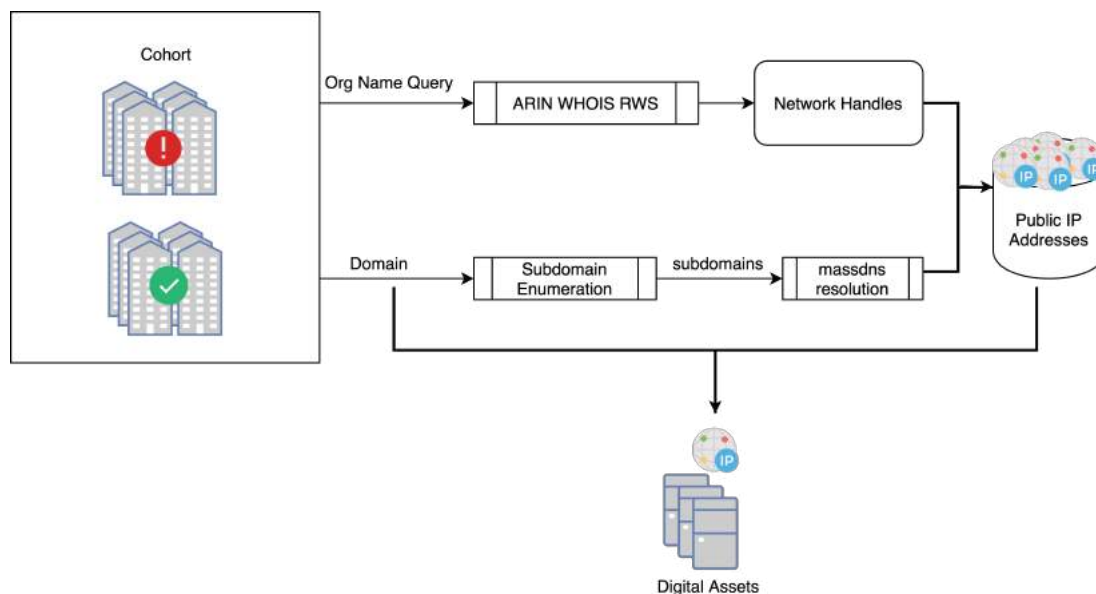 Cohort
Org Name Query
ARIN WHOIS RWS
Network Handles
IP
IP
IP
Public IP
Addresses
Domain
Subdomain
Enumeration
subdomains
massdns
resolution
IP
Digital Assets